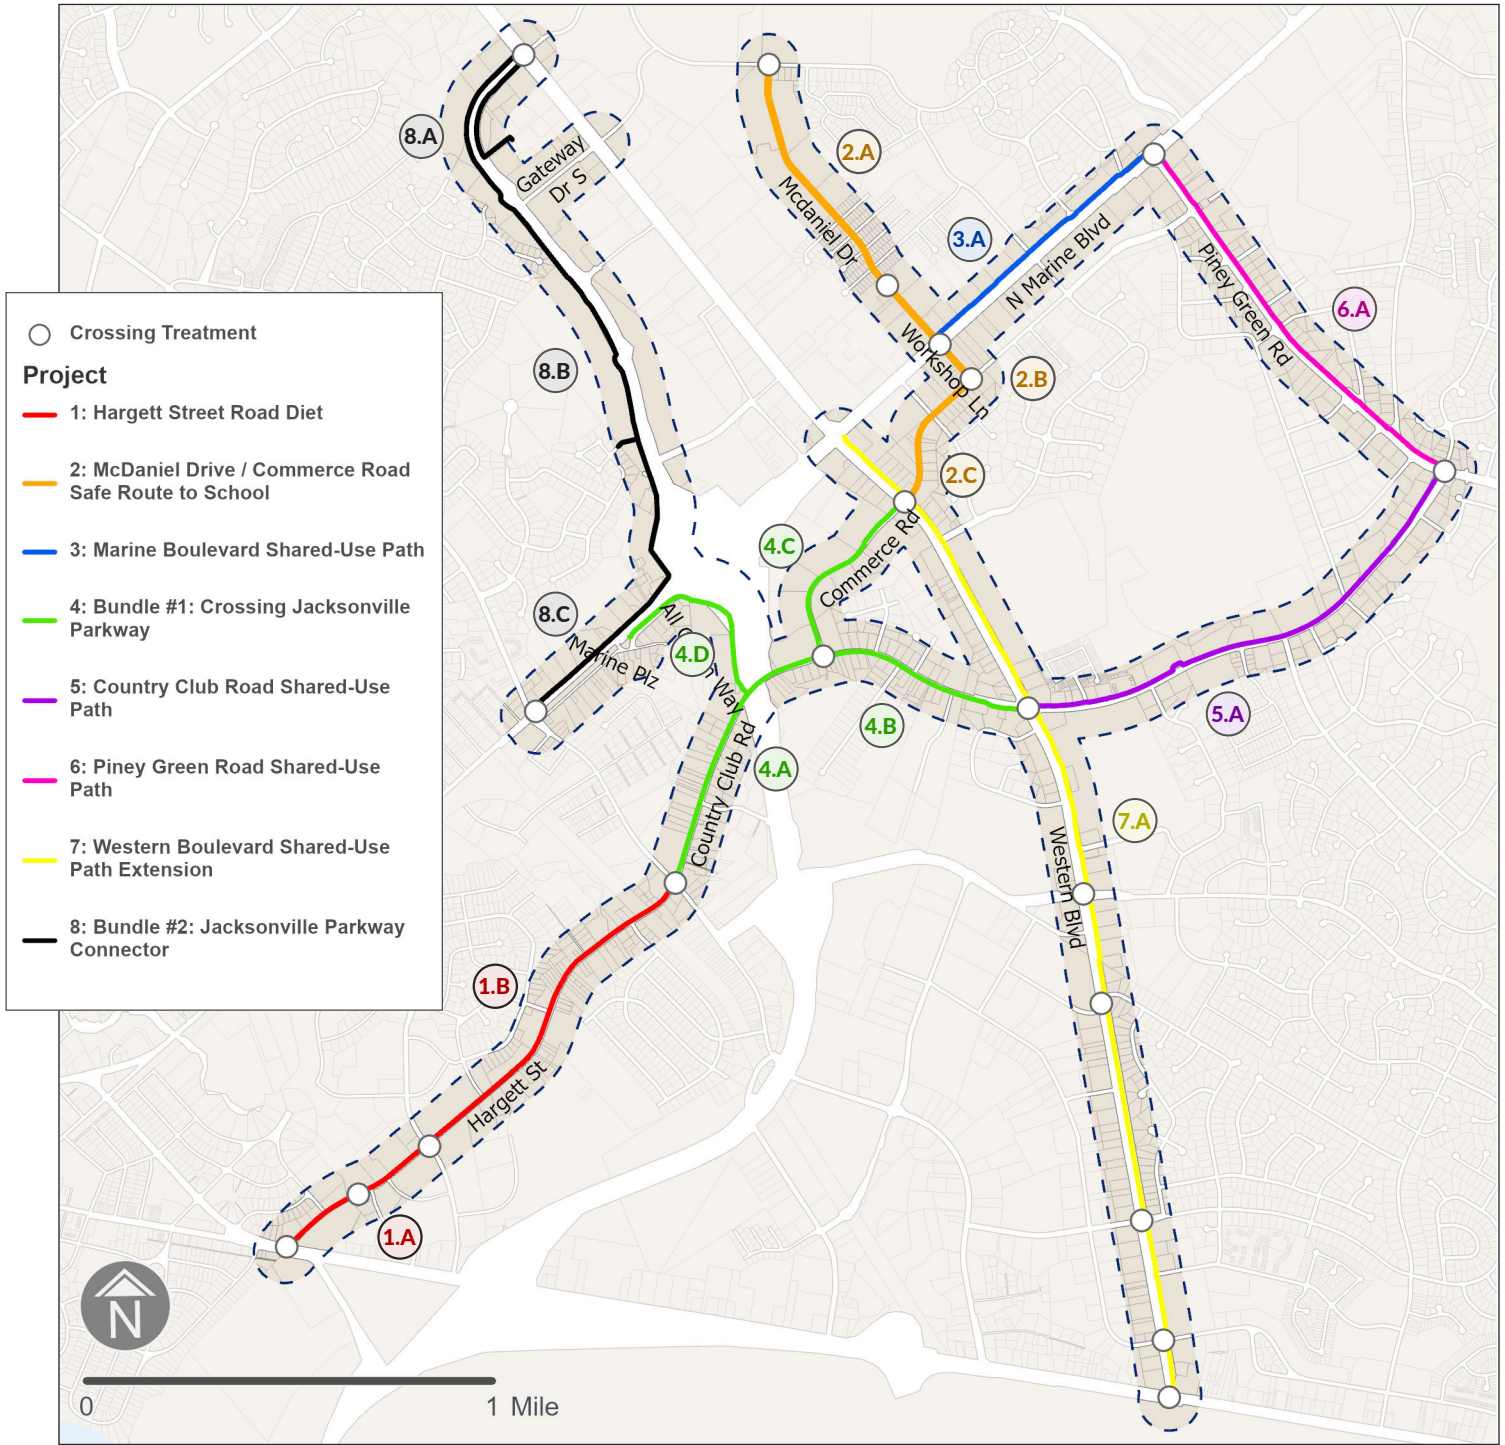 8.A
Gateway
Dr S
2.A
Mcdaniel Dr
3.A
N Marine Blvd
Piney Green Rd
6.A
Crossing Treatment
Project
1: Hargett Street Road Diet
2: McDaniel Drive / Commerce Road
Safe Route to School
3: Marine Boulevard Shared-Use Path
4: Bundle #1: Crossing Jacksonville
Parkway
5: Country Club Road Shared-Use
Path
6: Piney Green Road Shared-Use
Path
7: Western Boulevard Shared-Use
Path Extension
8: Bundle #2: Jacksonville Parkway
Connector
8.B
Workshop Ln
2.B
2.C
4.C
Commerce Rd
8.C
Marine Plz
All
Way
4.D
4.B
5.A
4.A
Country Club Rd
7.A
Western Blvd
1.B
Hargett St
1.A
N
0
1 Mile